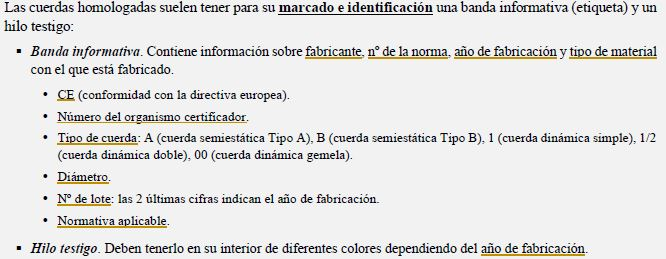 Las cuerdas homologadas suelen tener para su marcado e identificación una banda informativa (etiqueta) y un
hilo testigo:
▪ Banda informativa. Contiene información sobre fabricante, nº de la norma, año de fabricación y tipo de material
con el que está fabricado.
• CE (conformidad con la directiva europea).
• Número del organismo certificador.
• Tipo de cuerda: A (cuerda semiestática Tipo A), B (cuerda semiestática Tipo B), 1 (cuerda dinámica simple), 1/2
(cuerda dinámica doble), 00 (cuerda dinámica gemela).
• Diámetro.
• Nº de lote: las 2 últimas cifras indican el año de fabricación.
• Normativa aplicable.
▪ Hilo testigo. Deben tenerlo en su interior de diferentes colores dependiendo del año de fabricación.